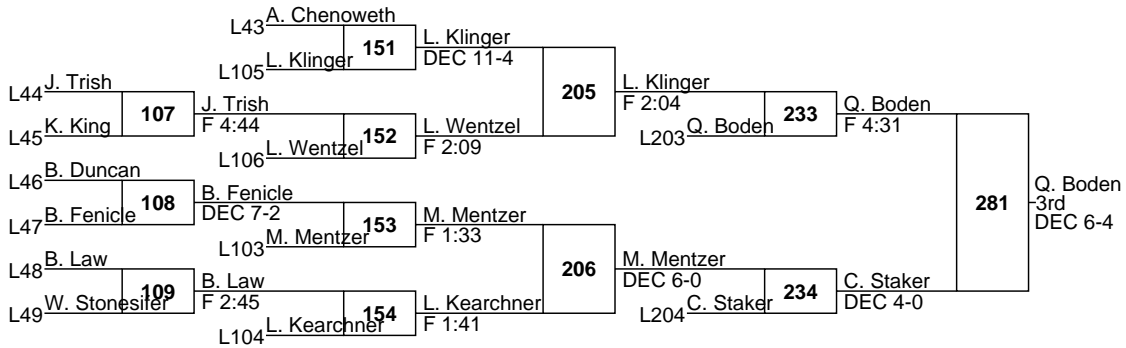 L43 A. Chenoweth
151
L. Klinger
DEC 11-4
L105 L. Klinger
205
L. Klinger
F 2:04
L44 J. Trish
107
J. Trish
F 4:44
233
Q. Boden
F 4:31
L45 K. King
152
L. Wentzel
F 2:09
L203 Q. Boden
L106 L. Wentzel
L46 B. Duncan
108
B. Fenicle
DEC 7-2
281
Q. Boden
3rd
DEC 6-4
L47 B. Fenicle
153
M. Mentzer
F 1:33
L103 M. Mentzer
206
M. Mentzer
DEC 6-0
L48 B. Law
109
B. Law
F 2:45
234
C. Staker
DEC 4-0
L49 W. Stonesifer
154
L. Kearchner
F 1:41
L204 C. Staker
L104 L. Kearchner